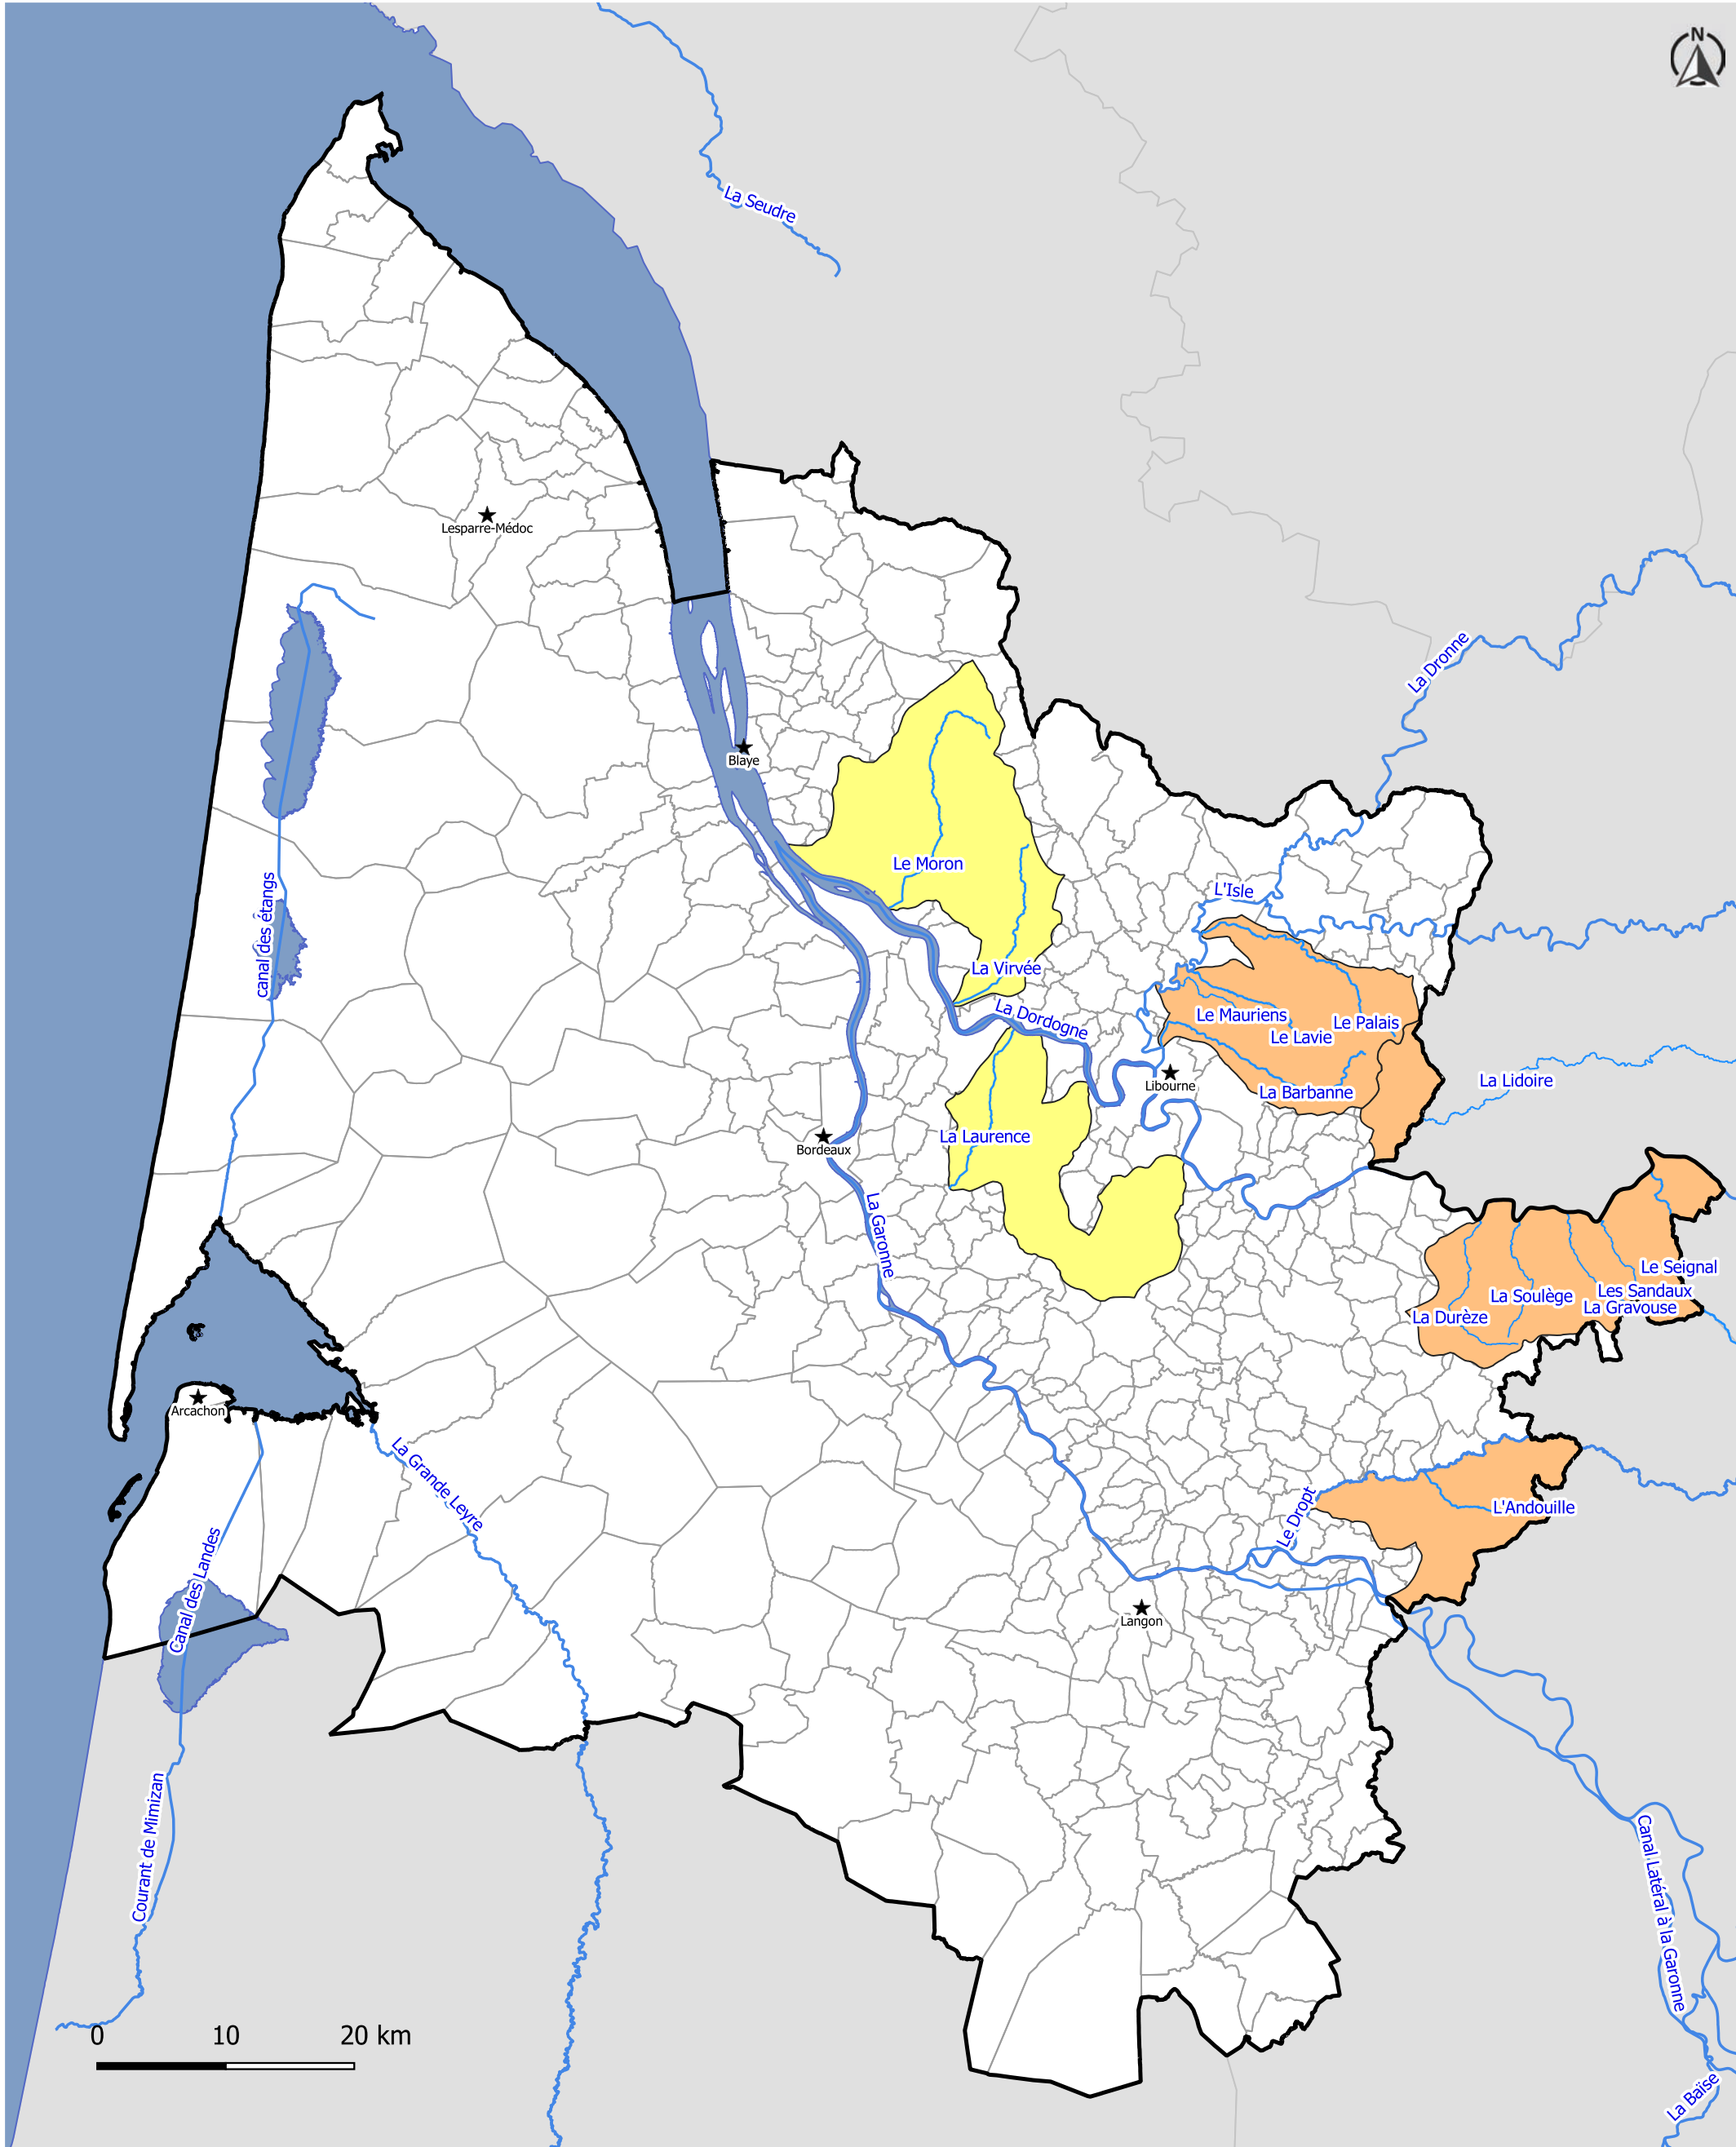 N
La Seudre
Lesparre-Médoc
La Dronne
Blaye
Le Moron
L'Isle
canal des étangs
La Virvée
La Dordogne
Le Mauriens
Le Palais
Le Lavie
La Lidoire
Libourne
La Barbanne
La Laurence
Bordeaux
La Garonne
Le Seignal
Les Sandaux
La Soulège
La Gravouse
La Durèze
Arcachon
La Grande Leyre
L'Andouille
Le Dropt
Canal des Landes
Langon
Courant de Mimizan
Canal Latéral à la Garonne
0 10 20 km
La Baïse